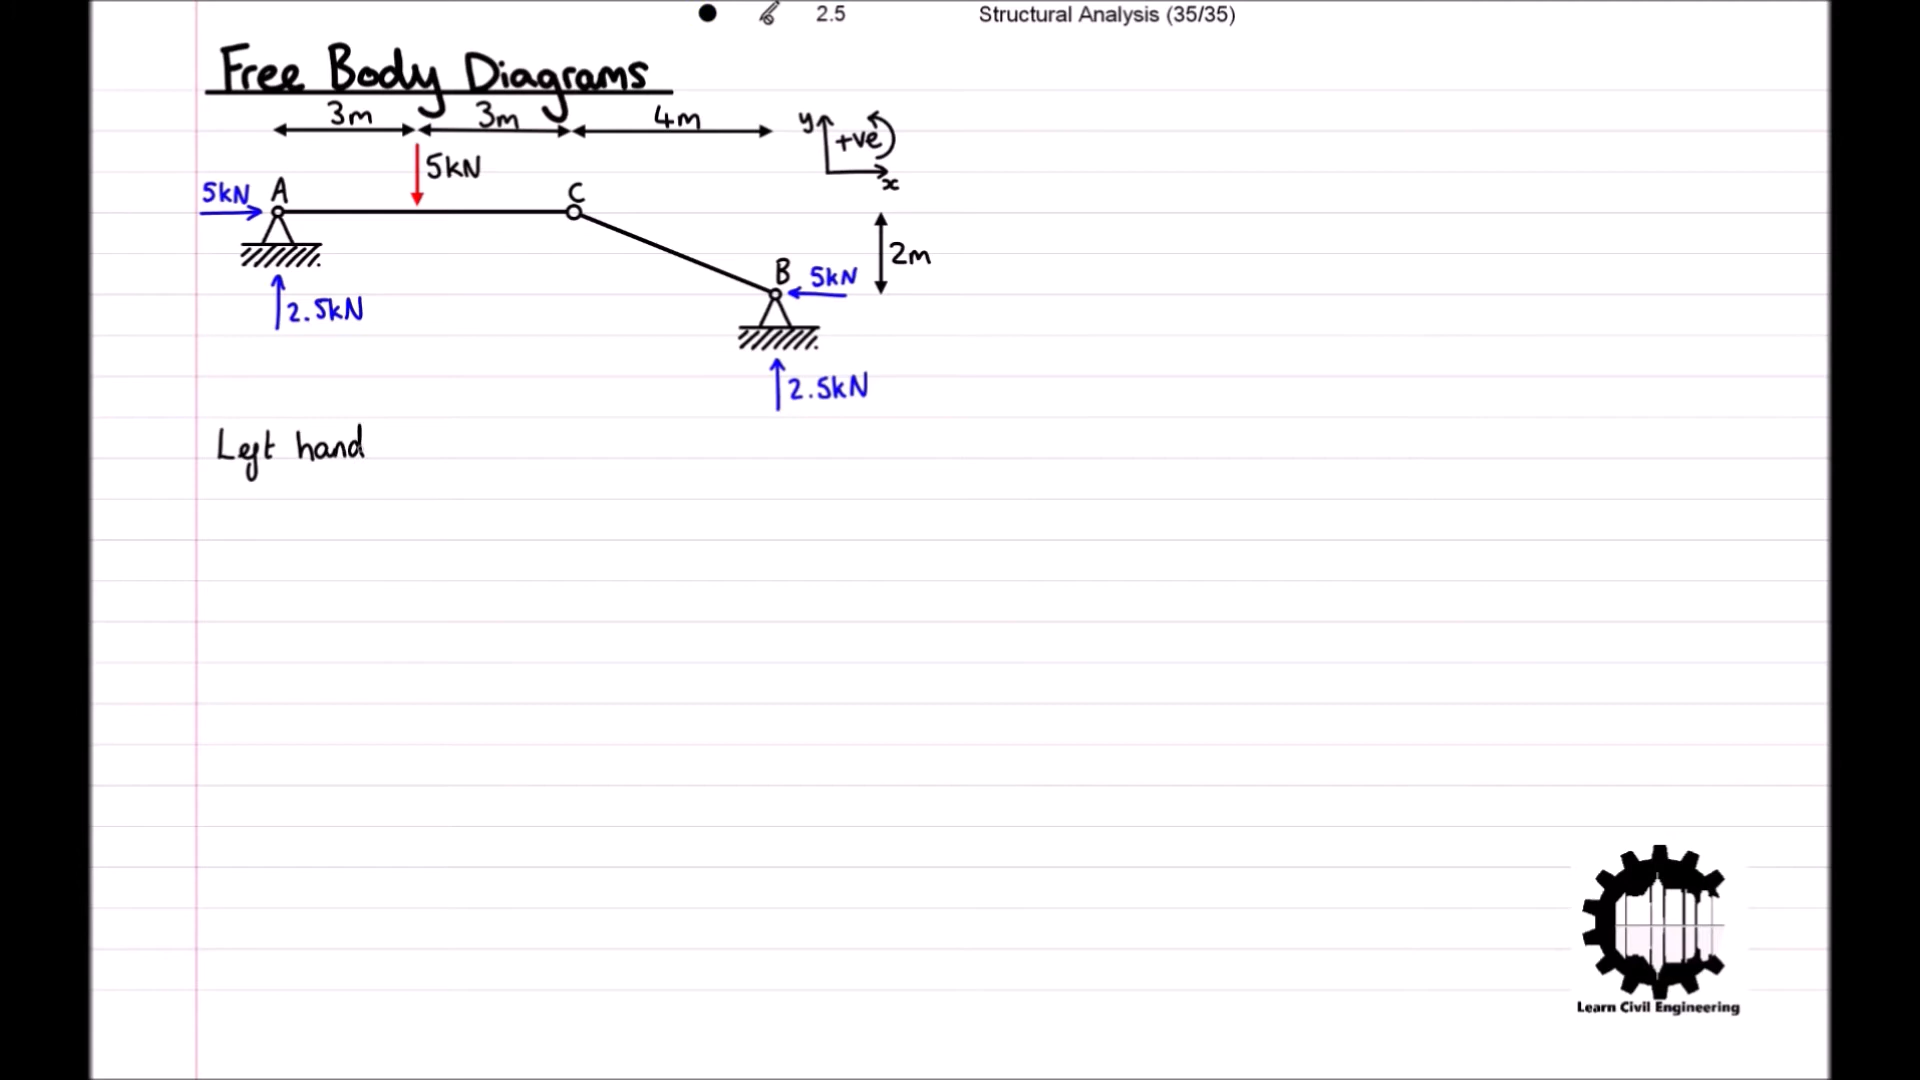 2.5 Structural Analysis (35/35)
Free Body Diagrams
3m 3m 4m
y +ve x
5kN
5kN A C
2m
B 5kN
2.5kN
2.5kN
Left hand
Learn Civil Engineering